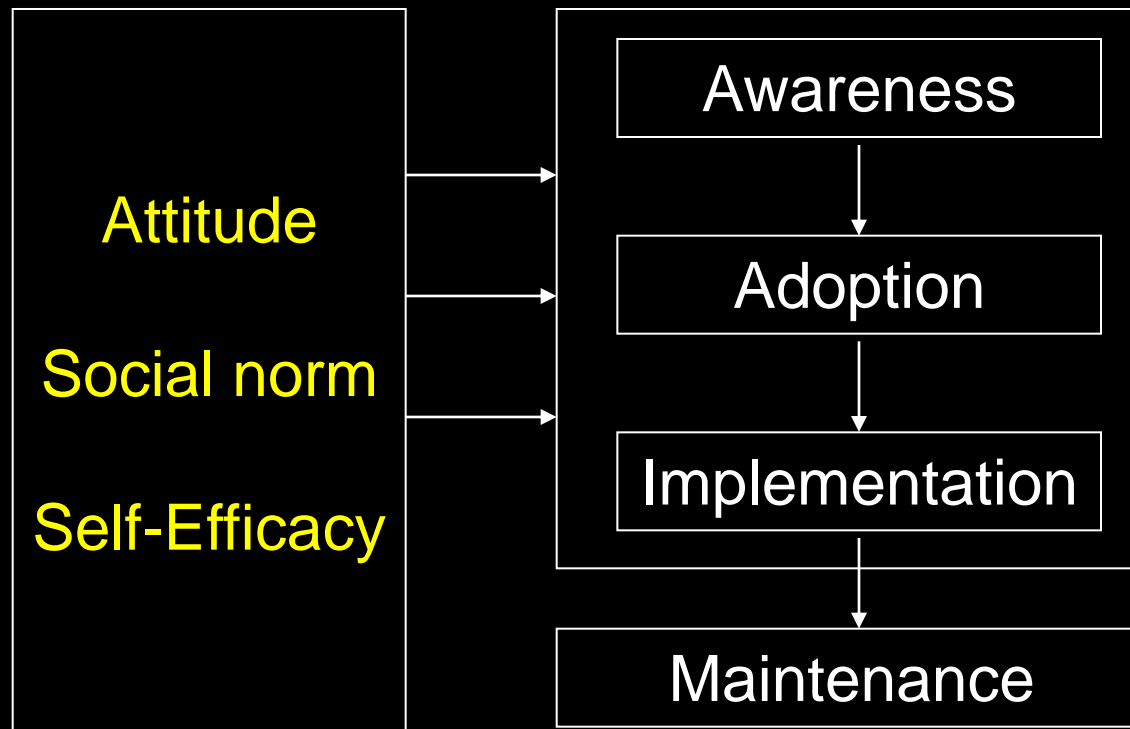 Attitude
Social norm
Self-Efficacy
Awareness
Adoption
Implementation
Maintenance